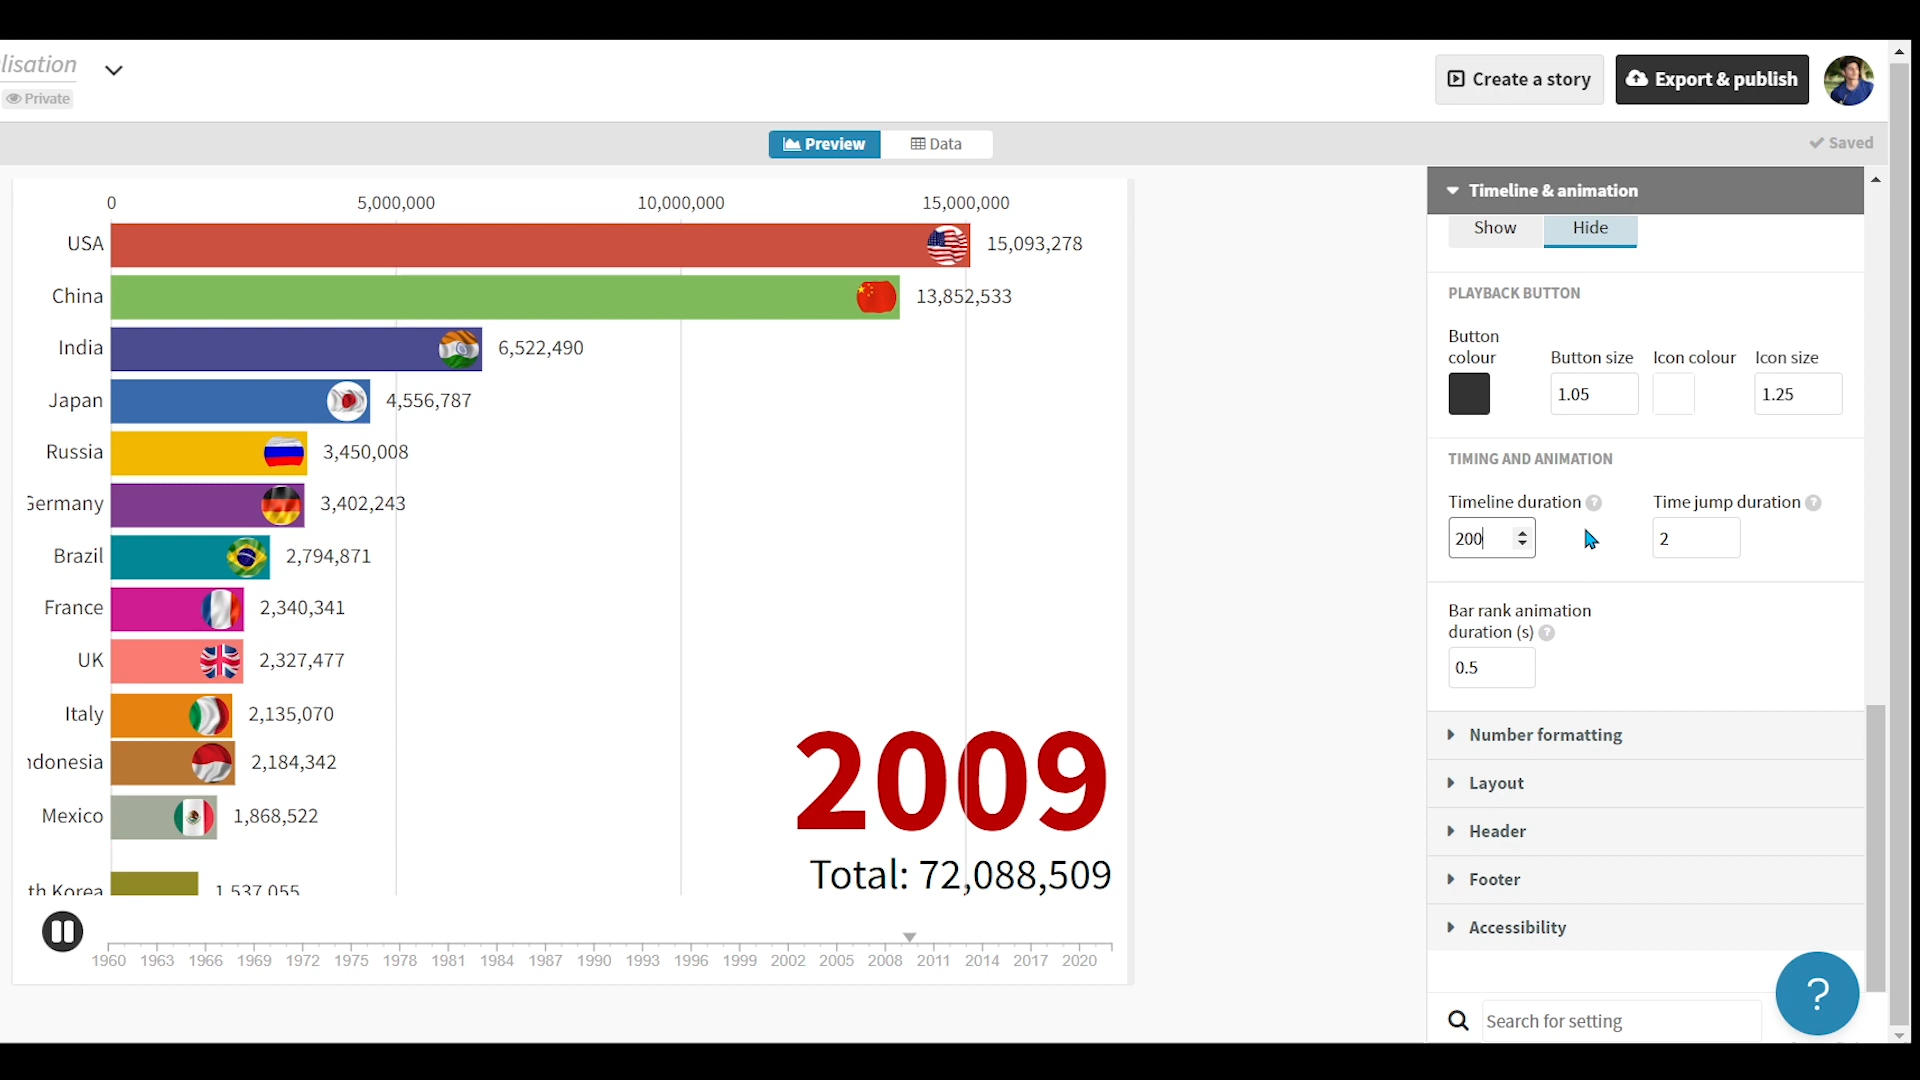 lisation
Private
Create a story
Export & publish
Preview
Data
Saved
0 5,000,000 10,000,000 15,000,000
USA 15,093,278
China 13,852,533
India 6,522,490
Japan 4,556,787
Russia 3,450,008
Germany 3,402,243
Brazil 2,794,871
France 2,340,341
UK 2,327,477
Italy 2,135,070
ndonesia 2,184,342
Mexico 1,868,522
th Korea 1,537,055
2009
Total: 72,088,509
1960 1963 1966 1969 1972 1975 1978 1981 1984 1987 1990 1993 1996 1999 2002 2005 2008 2011 2014 2017 2020
Timeline & animation
Show Hide
PLAYBACK BUTTON
Button colour
Button size
Icon colour
Icon size
1.05
1.25
TIMING AND ANIMATION
Timeline duration ?
Time jump duration ?
200
2
Bar rank animation
duration (s) ?
0.5
Number formatting
Layout
Header
Footer
Accessibility
?
Search for setting